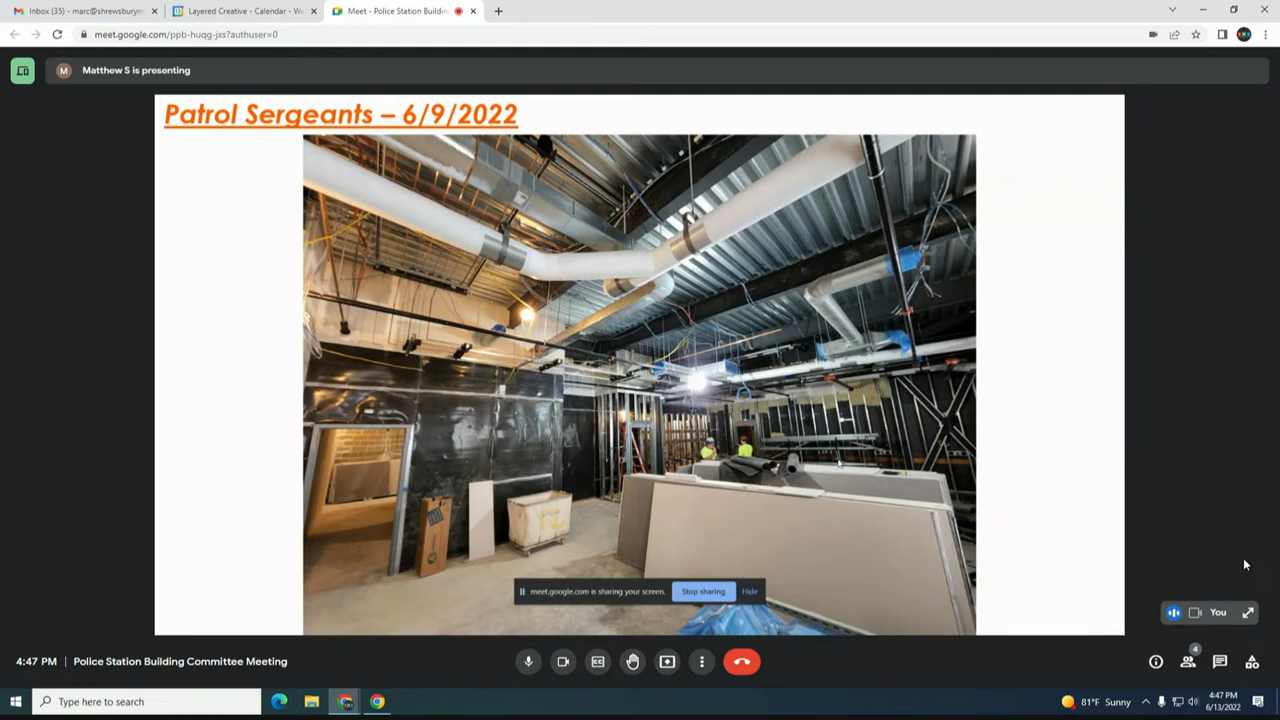 Inbox (35) - marc@shrewsburym
Layered Creative - Calendar - We
Meet - Police Station Building
meet.google.com/ppb-huqg-jxs?authuser=0
M
Matthew S is presenting
Patrol Sergeants – 6/9/2022
meet.google.com is sharing your screen.
Stop sharing
Hide
You
4:47 PM | Police Station Building Committee Meeting
4
Type here to search
81°F Sunny
4:47 PM
6/13/2022